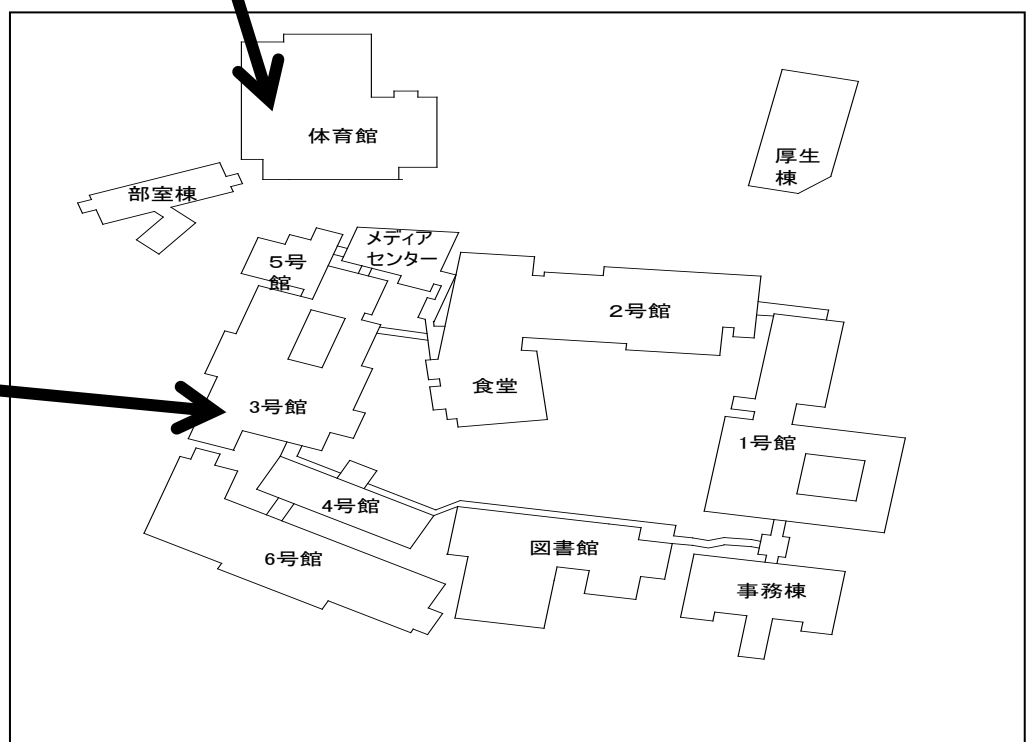 体育館
厚生
棟
部室棟
メディア
センター
５号
館
２号館
食堂
３号館
１号館
４号館
図書館
６号館
事務棟